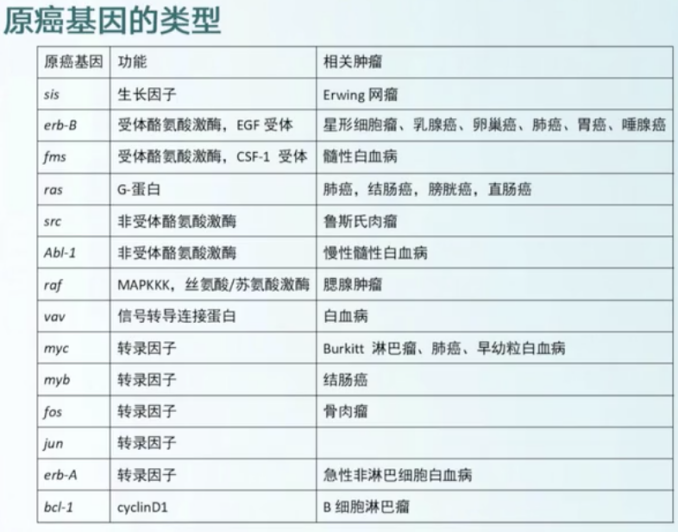 原癌基因的类型
原癌基因 功能 相关肿瘤
sis 生长因子 Erwing 网瘤
erb-B 受体酪氨酸激酶，EGF 受体 星形细胞瘤、乳腺癌、卵巢癌、肺癌、胃癌、唾腺癌
fms 受体酪氨酸激酶，CSF-1 受体 髓性白血病
ras G-蛋白 肺癌，结肠癌，膀胱癌，直肠癌
src 非受体酪氨酸激酶 鲁斯氏肉瘤
Abl-1 非受体酪氨酸激酶 慢性髓性白血病
raf MAPKKK，丝氨酸/苏氨酸激酶 腮腺肿瘤
vav 信号转导连接蛋白 白血病
myc 转录因子 Burkitt 淋巴瘤、肺癌、早幼粒白血病
myb 转录因子 结肠癌
fos 转录因子 骨肉瘤
jun 转录因子
erb-A 转录因子 急性非淋巴细胞白血病
bcl-1 cyclinD1 B 细胞淋巴瘤